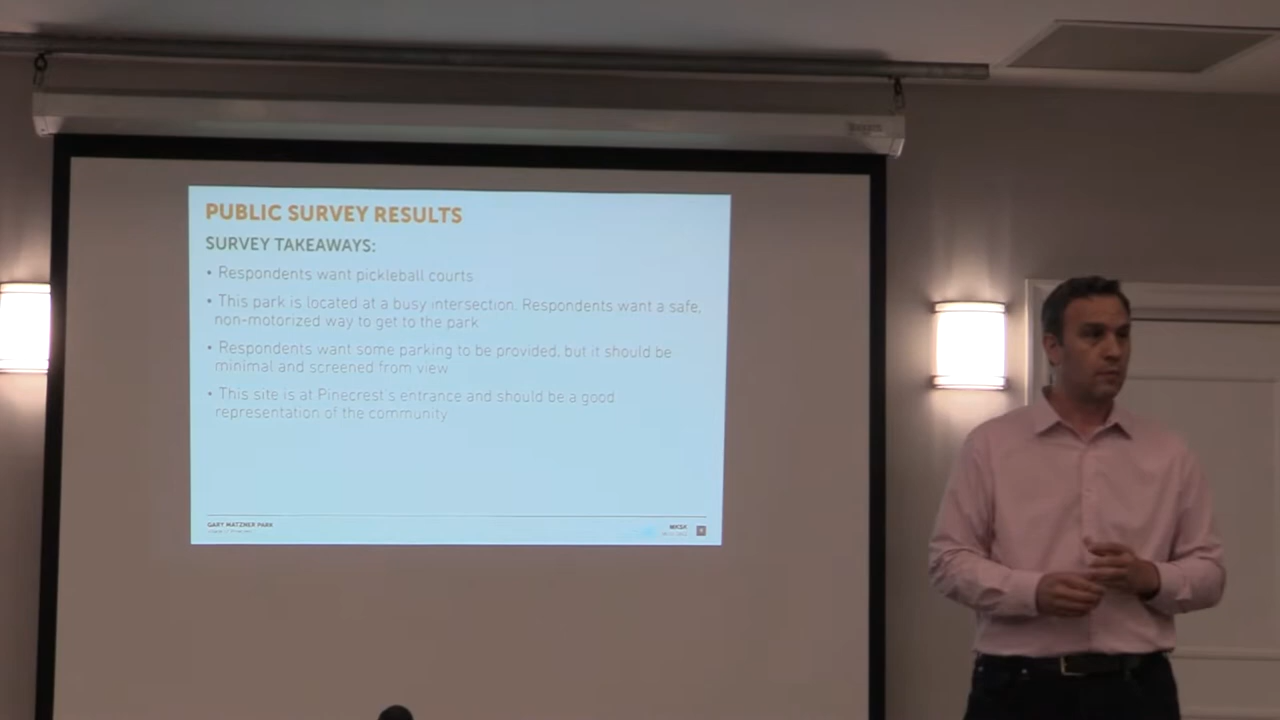 PUBLIC SURVEY RESULTS
SURVEY TAKEAWAYS:
• Respondents want pickleball courts
• This park is located at a busy intersection. Respondents want a safe,
non-motorized way to get to the park
• Respondents want some parking to be provided, but it should be
minimal and screened from view
• This site is at Pinecrest's entrance and should be a good
representation of the community
GARY MATZNER PARK
MKSK